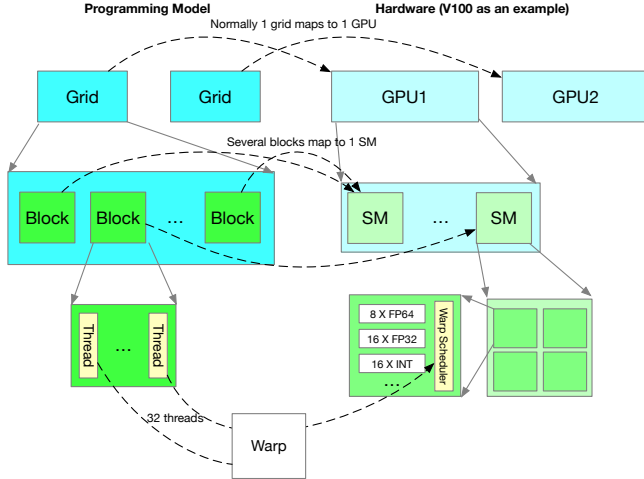 Programming Model
Hardware (V100 as an example)
Normally 1 grid maps to 1 GPU
Grid
Grid
GPU1
GPU2
Several blocks map to 1 SM
Block
Block
...
Block
SM
...
SM
Thread
...
Thread
8 X FP64
16 X FP32
16 X INT
...
Warp Scheduler
32 threads
Warp